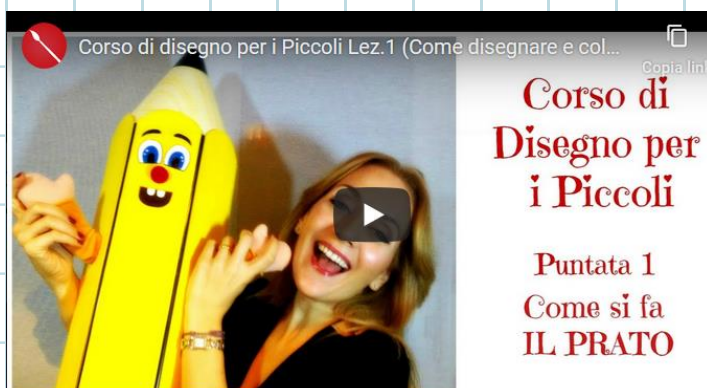 Corso di disegno per i Piccoli Lez.1 (Come disegnare e col...
Copia link
Corso di
Disegno per
i Piccoli
Puntata 1
Come si fa
IL PRATO